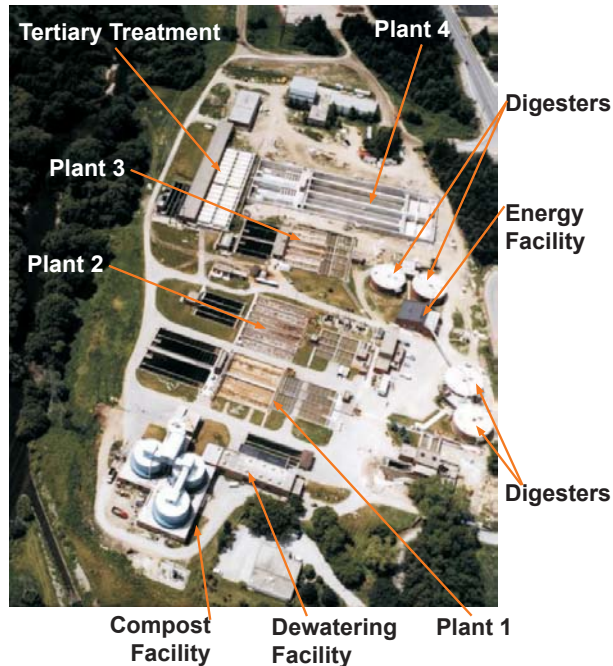 Tertiary Treatment
Plant 4
Digesters
Plant 3
Energy
Facility
Plant 2
Digesters
Compost
Facility
Dewatering
Facility
Plant 1